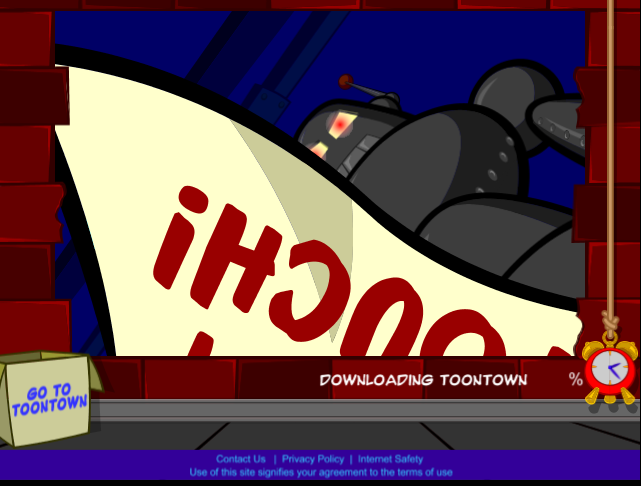 OUCH!
DOWNLOADING TOONTOWN %
GO TO
TOONTOWN
Contact Us | Privacy Policy | Internet Safety
Use of this site signifies your agreement to the terms of use